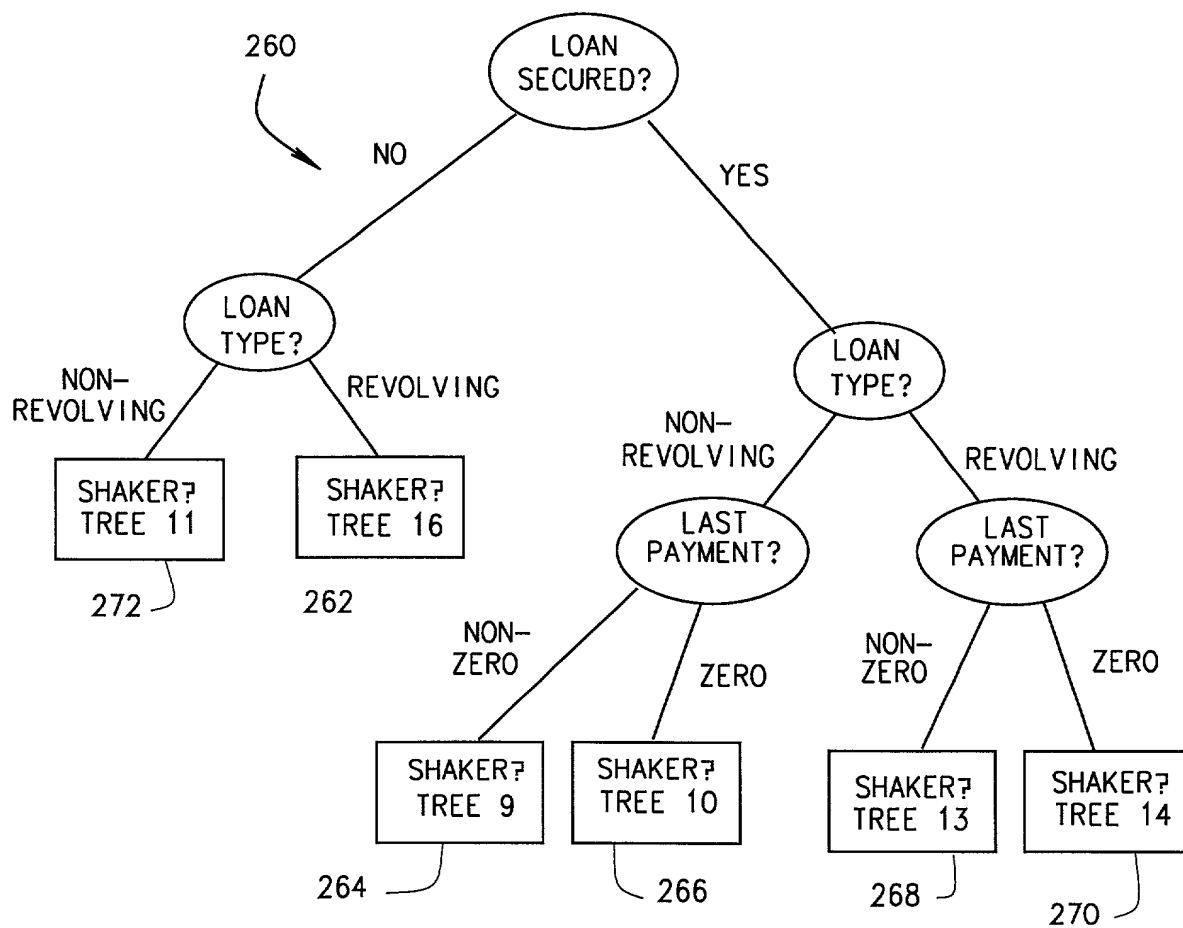 260
LOAN
SECURED?
NO
YES
LOAN
TYPE?
LOAN
TYPE?
NON-
REVOLVING
REVOLVING
NON-
REVOLVING
REVOLVING
SHAKER?
TREE 11
SHAKER?
TREE 16
LAST
PAYMENT?
LAST
PAYMENT?
272
262
NON-
ZERO
ZERO
NON-
ZERO
ZERO
SHAKER?
TREE 9
SHAKER?
TREE 10
SHAKER?
TREE 13
SHAKER?
TREE 14
264
266
268
270